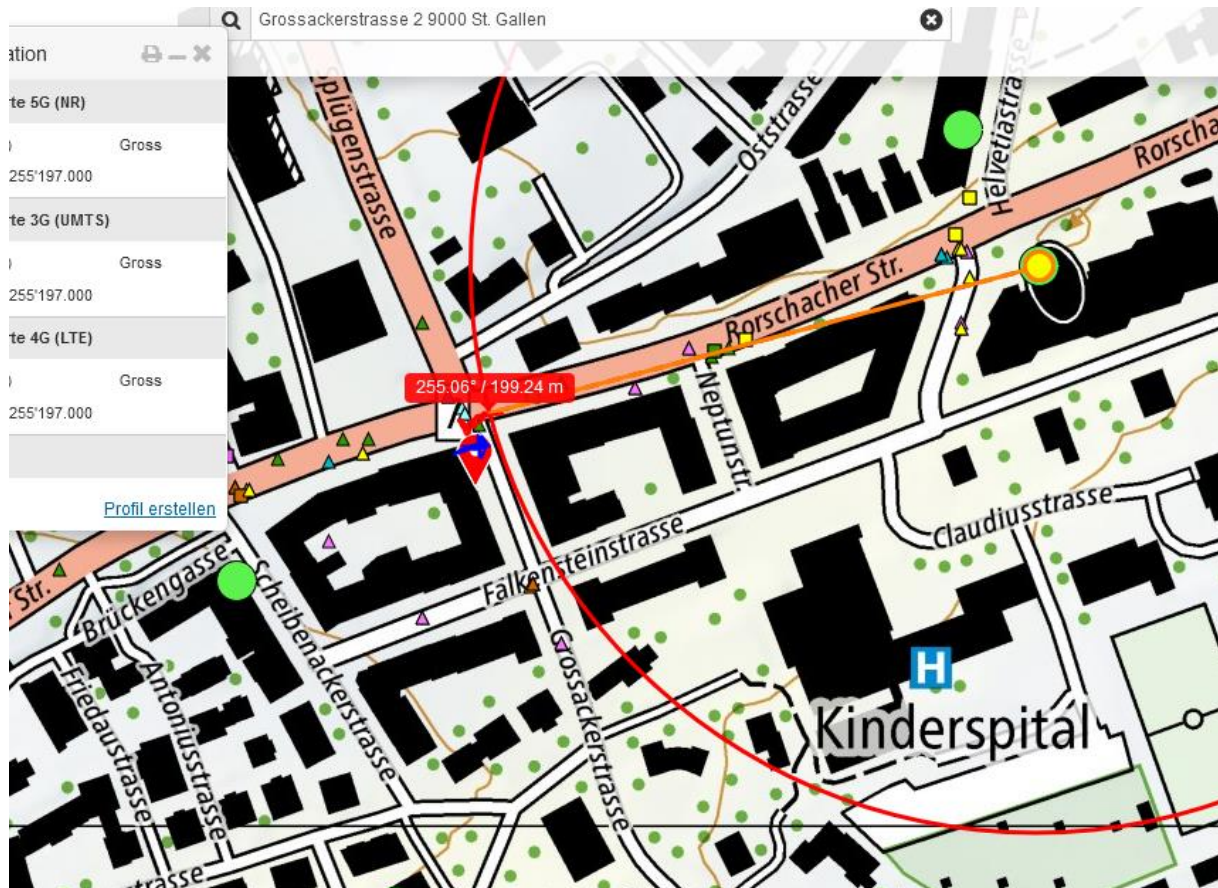 Grossackerstrasse 2 9000 St. Gallen
ation
rte 5G (NR)
) Gross
255'197.000
rte 3G (UMTS)
) Gross
255'197.000
rte 4G (LTE)
) Gross
255'197.000
Profil erstellen
Splügenstrasse
Oststrasse
Helvetiastra
Rorscha
Rorschacher Str.
255.06° / 199.24 m
Neptunstr.
Claudiusstrasse
Falkensteinstrasse
r Str.
Brückengasse
Scheibenackerstrasse
Friedaustrasse
Antoniusstrasse
Grossackerstrasse
H
Kinderspital
trasse